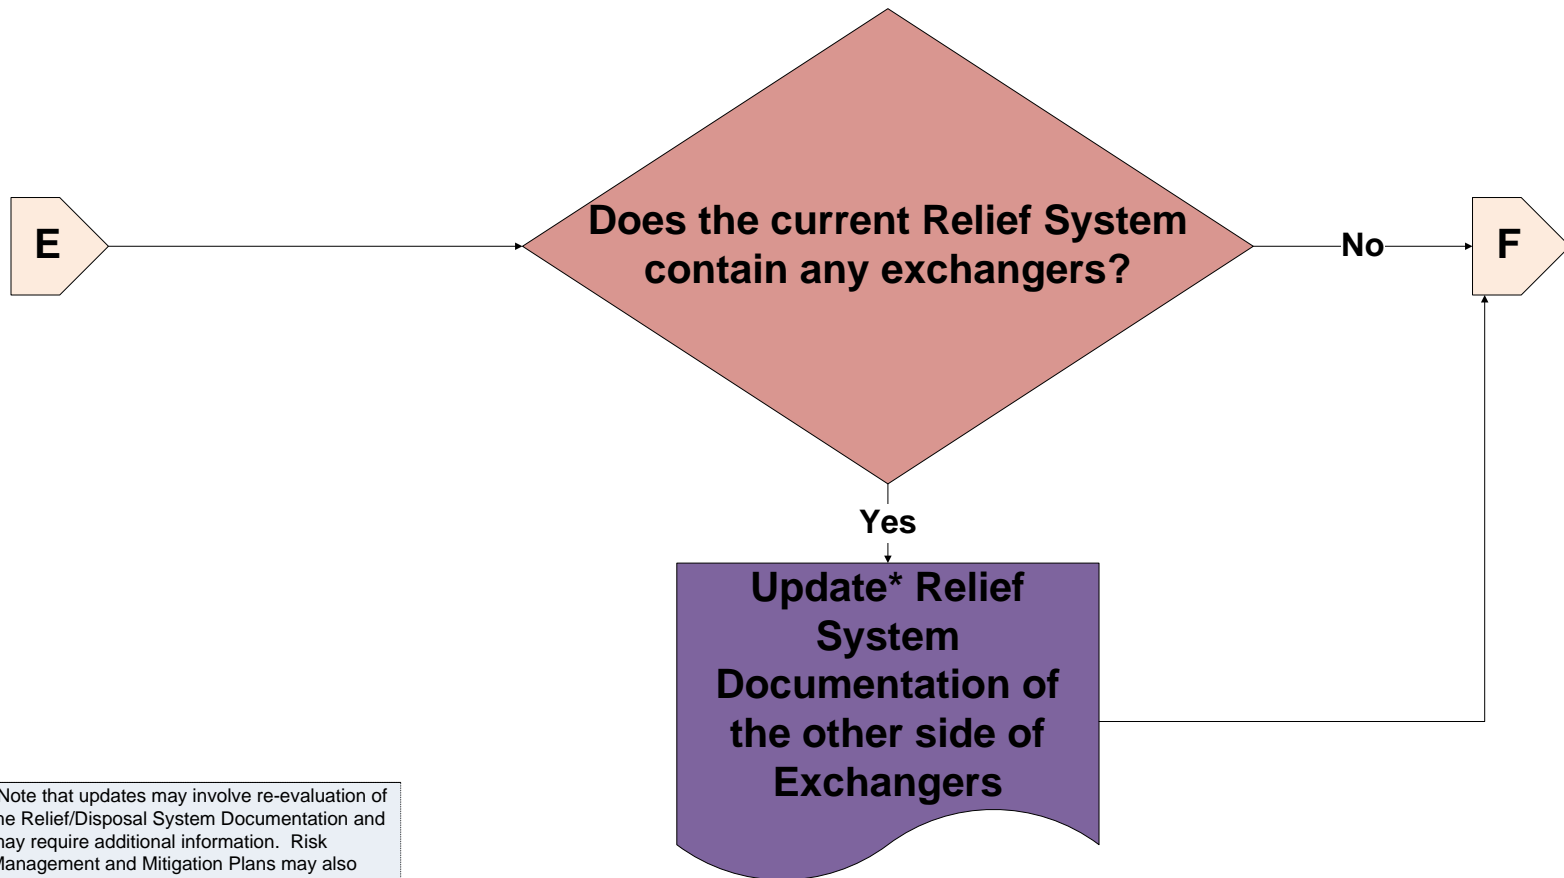 E
Does the current Relief System
contain any exchangers?
No
F
Yes
Update* Relief
System
Documentation of
the other side of
Exchangers
Note that updates may involve re-evaluation of
Relief/Disposal System Documentation and
may require additional information. Risk
Management and Mitigation Plans may also